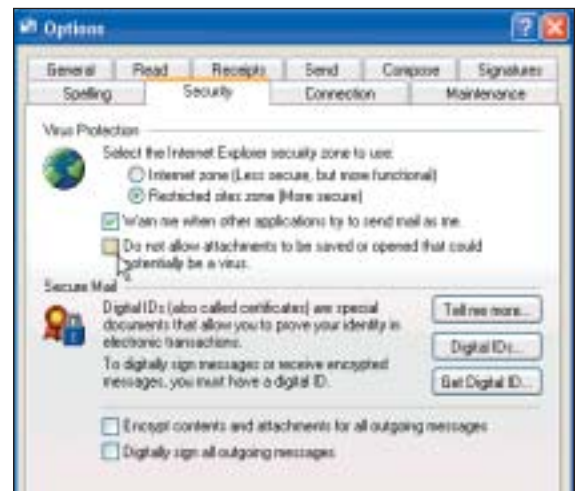 Options
General Read Receipts Send Compose Signatures
Spelling Security Connection Maintenance
Virus Protection
Select the Internet Explorer security zone to use:
Internet zone (Less secure, but more functional)
Restricted sites zone (More secure)
Warn me when other applications try to send mail as me.
Do not allow attachments to be saved or opened that could
potentially be a virus.
Secure Mail
Digital IDs (also called certificates) are special
documents that allow you to prove your identity in
electronic transactions.
Tell me more...
Digital IDs...
To digitally sign messages or receive encrypted
messages, you must have a digital ID.
Get Digital ID...
Encrypt contents and attachments for all outgoing messages
Digitally sign all outgoing messages